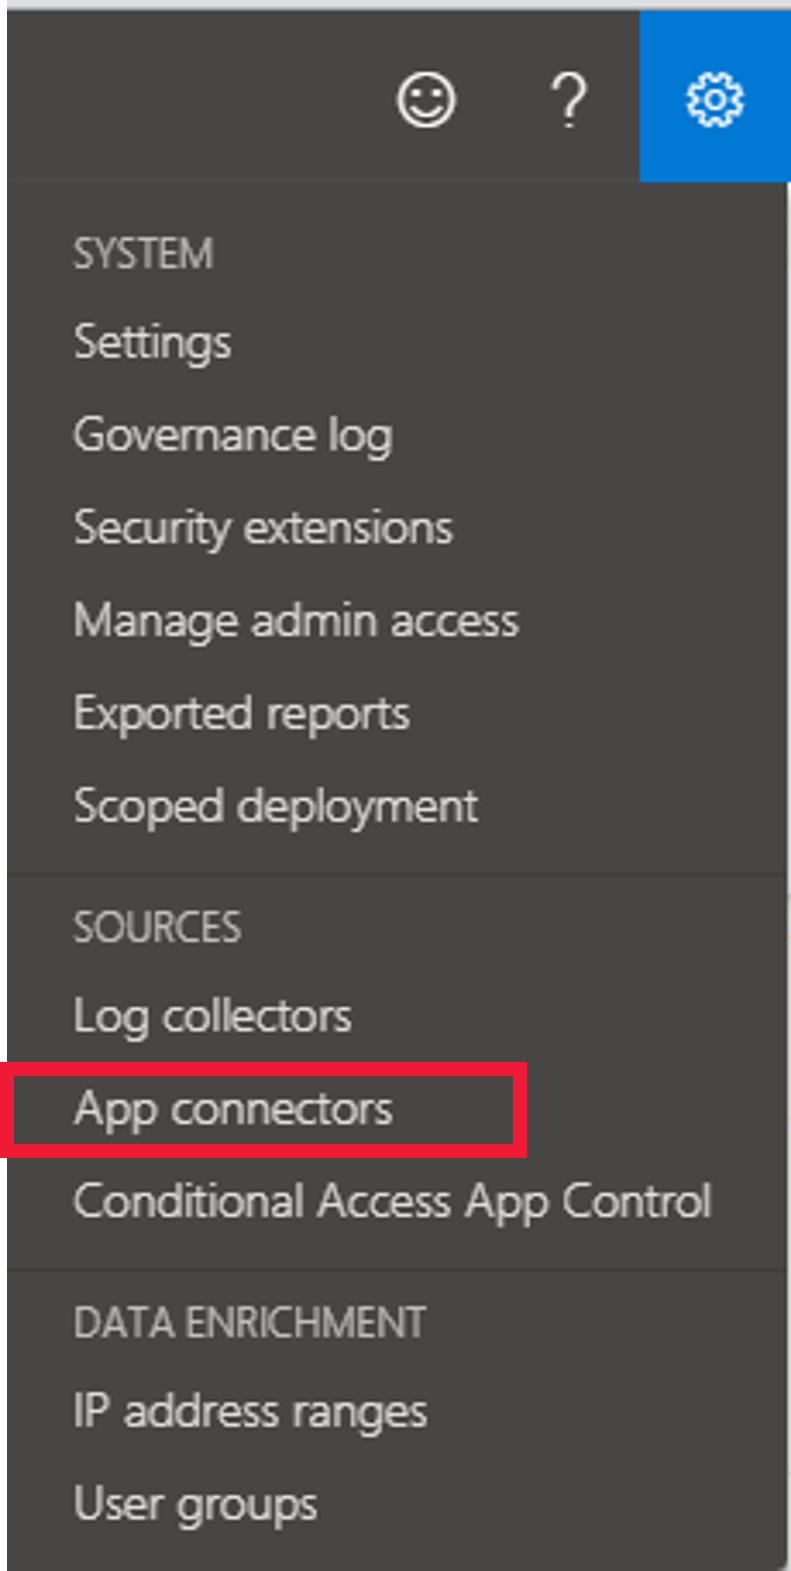 ?
SYSTEM
Settings
Governance log
Security extensions
Manage admin access
Exported reports
Scoped deployment
SOURCES
Log collectors
App connectors
Conditional Access App Control
DATA ENRICHMENT
IP address ranges
User groups